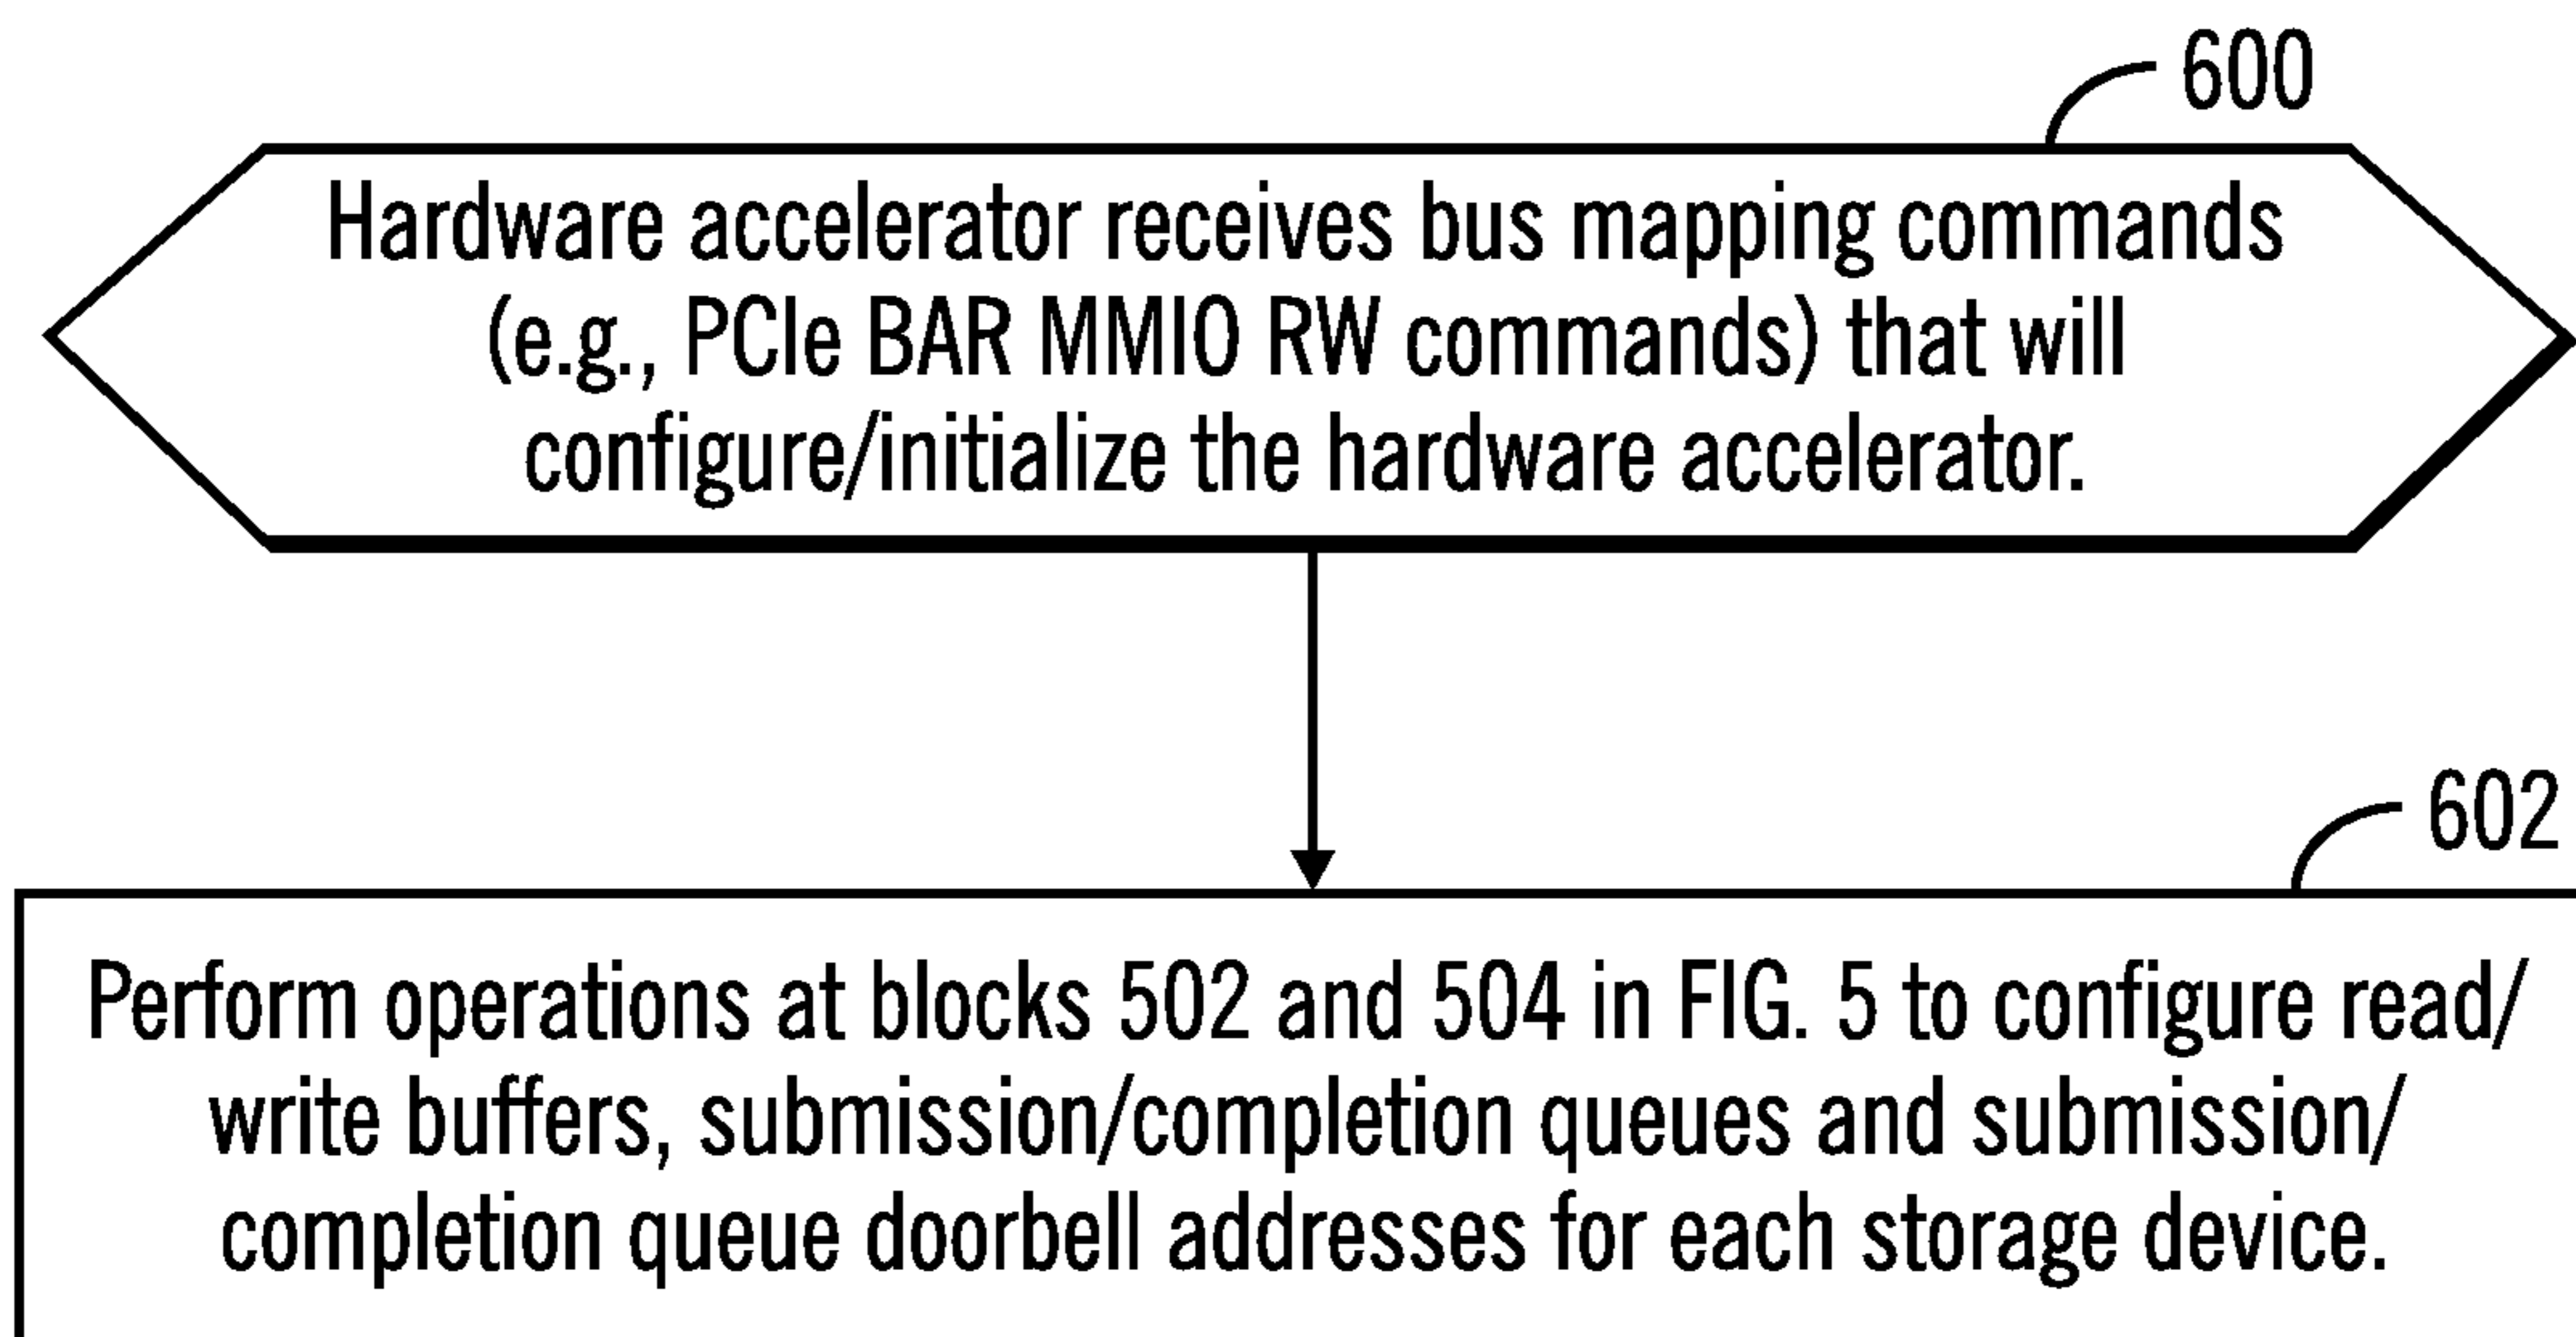 600
Hardware accelerator receives bus mapping commands
(e.g., PCIe BAR MMIO RW commands) that will
configure/initialize the hardware accelerator.
602
Perform operations at blocks 502 and 504 in FIG. 5 to configure read/
write buffers, submission/completion queues and submission/
completion queue doorbell addresses for each storage device.